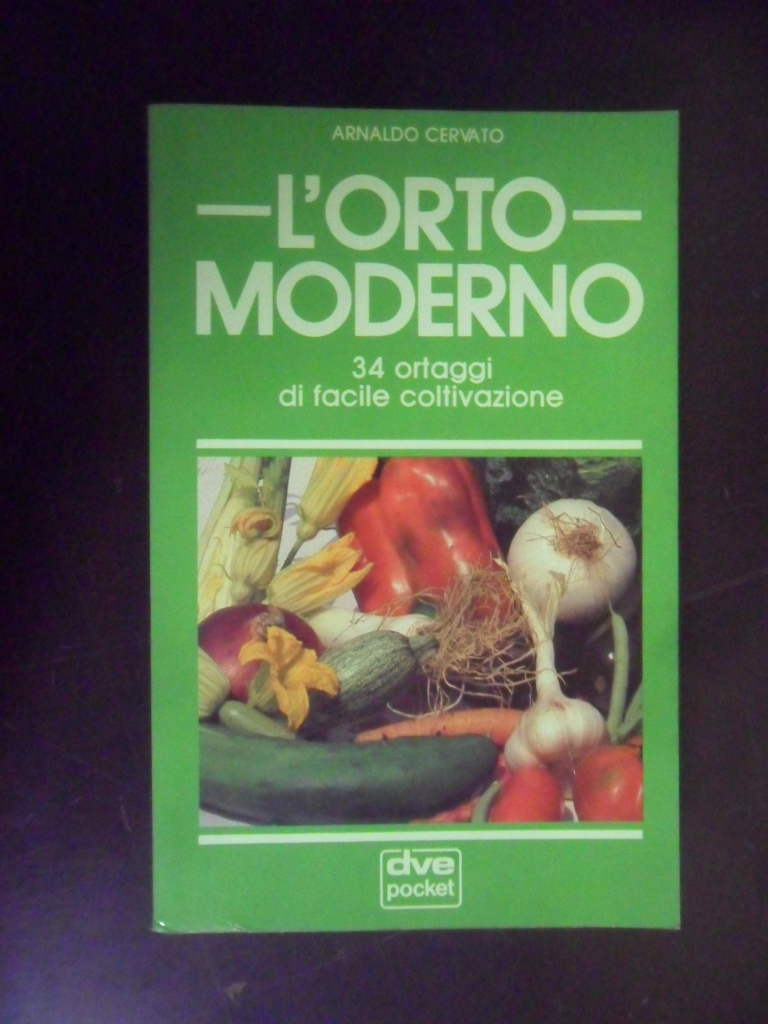 ARNALDO CERVATO
L'ORTO
MODERNO
34 ortaggi
di facile coltivazione
dve
pocket